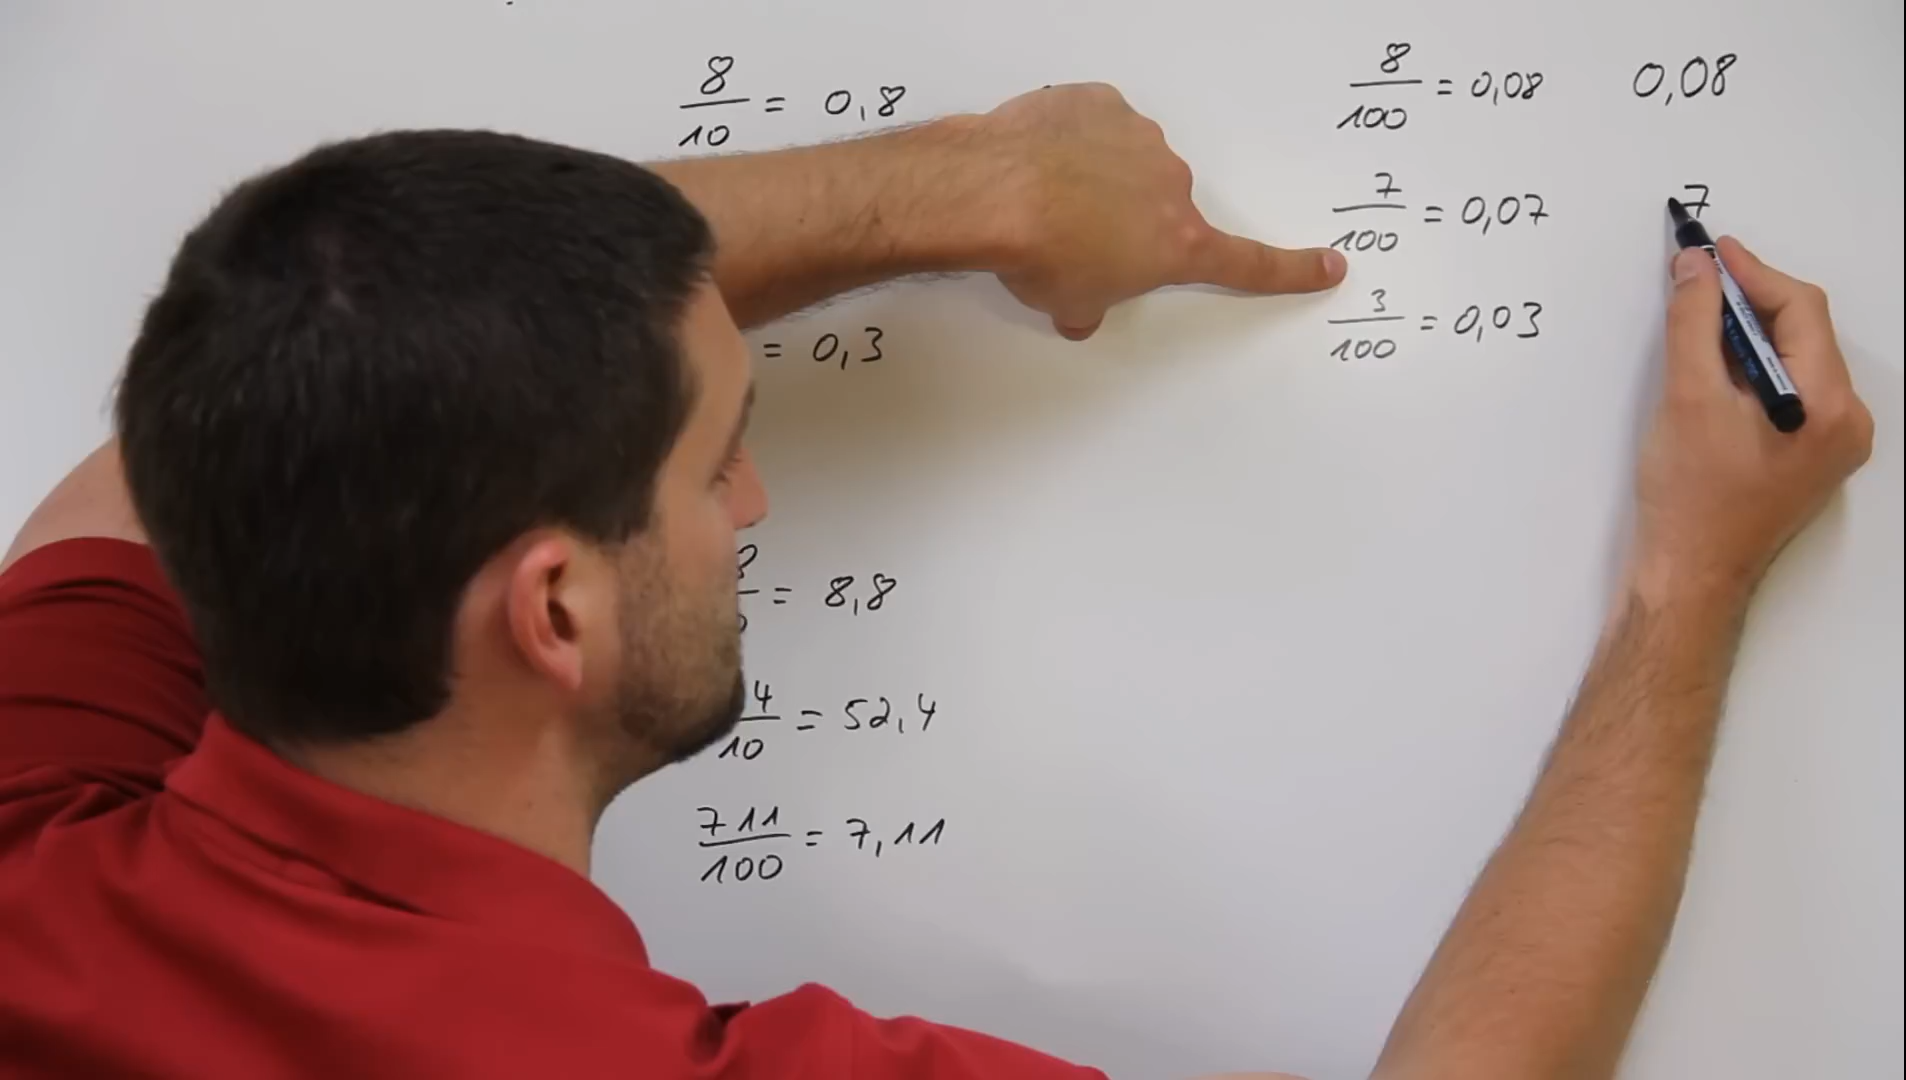 8/10 = 0,8
= 0,3
= 8,8
4/10 = 52,4
711/100 = 7,11
8/100 = 0,08 0,08
7/100 = 0,07 7
3/100 = 0,03